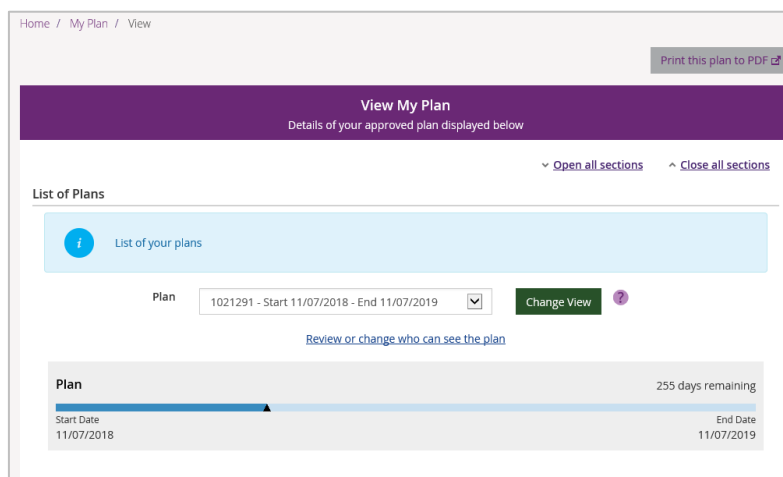 Home / My Plan / View
Print this plan to PDF
View My Plan
Details of your approved plan displayed below
Open all sections Close all sections
List of Plans
i List of your plans
Plan 1021291 - Start 11/07/2018 - End 11/07/2019 Change View ?
Review or change who can see the plan
Plan 255 days remaining
Start Date End Date
11/07/2018 11/07/2019